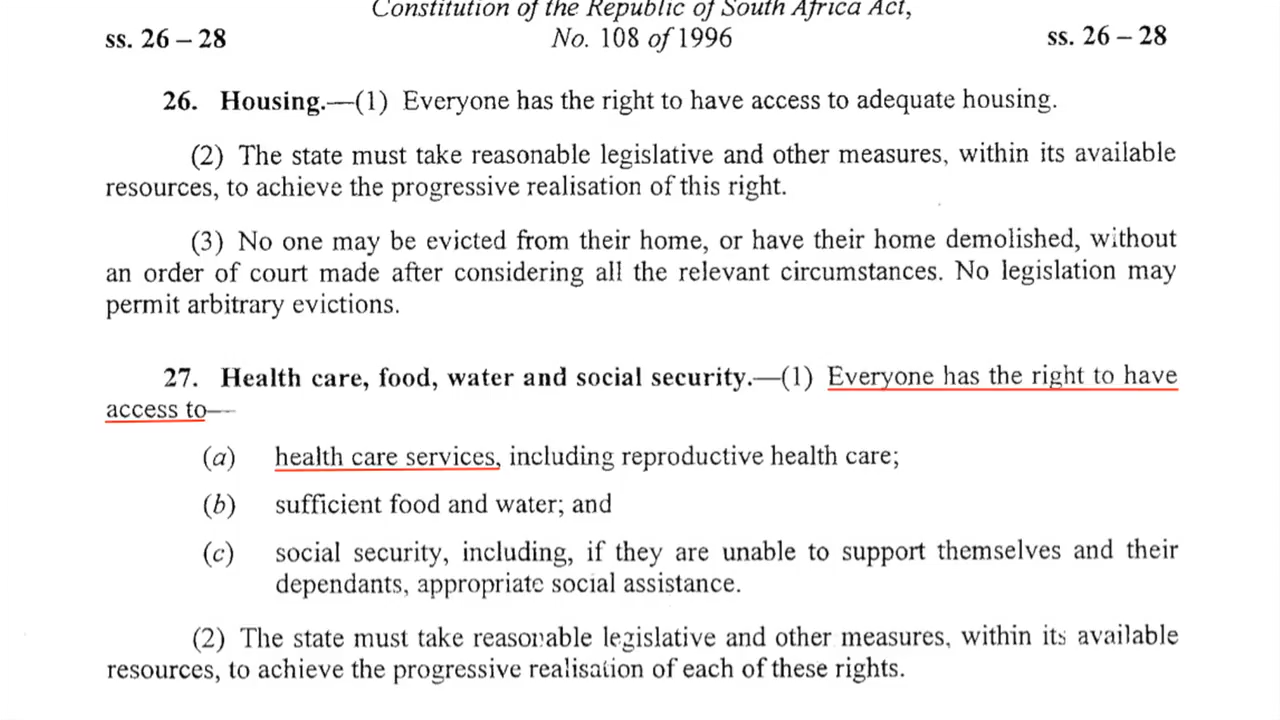 Constitution of the Republic of South Africa Act,
ss. 26 – 28 No. 108 of 1996 ss. 26 – 28
26. Housing.—(1) Everyone has the right to have access to adequate housing.
(2) The state must take reasonable legislative and other measures, within its available
resources, to achieve the progressive realisation of this right.
(3) No one may be evicted from their home, or have their home demolished, without
an order of court made after considering all the relevant circumstances. No legislation may
permit arbitrary evictions.
27. Health care, food, water and social security.—(1) Everyone has the right to have
access to—
(a) health care services, including reproductive health care;
(b) sufficient food and water; and
(c) social security, including, if they are unable to support themselves and their
dependants, appropriate social assistance.
(2) The state must take reasonable legislative and other measures, within its available
resources, to achieve the progressive realisation of each of these rights.